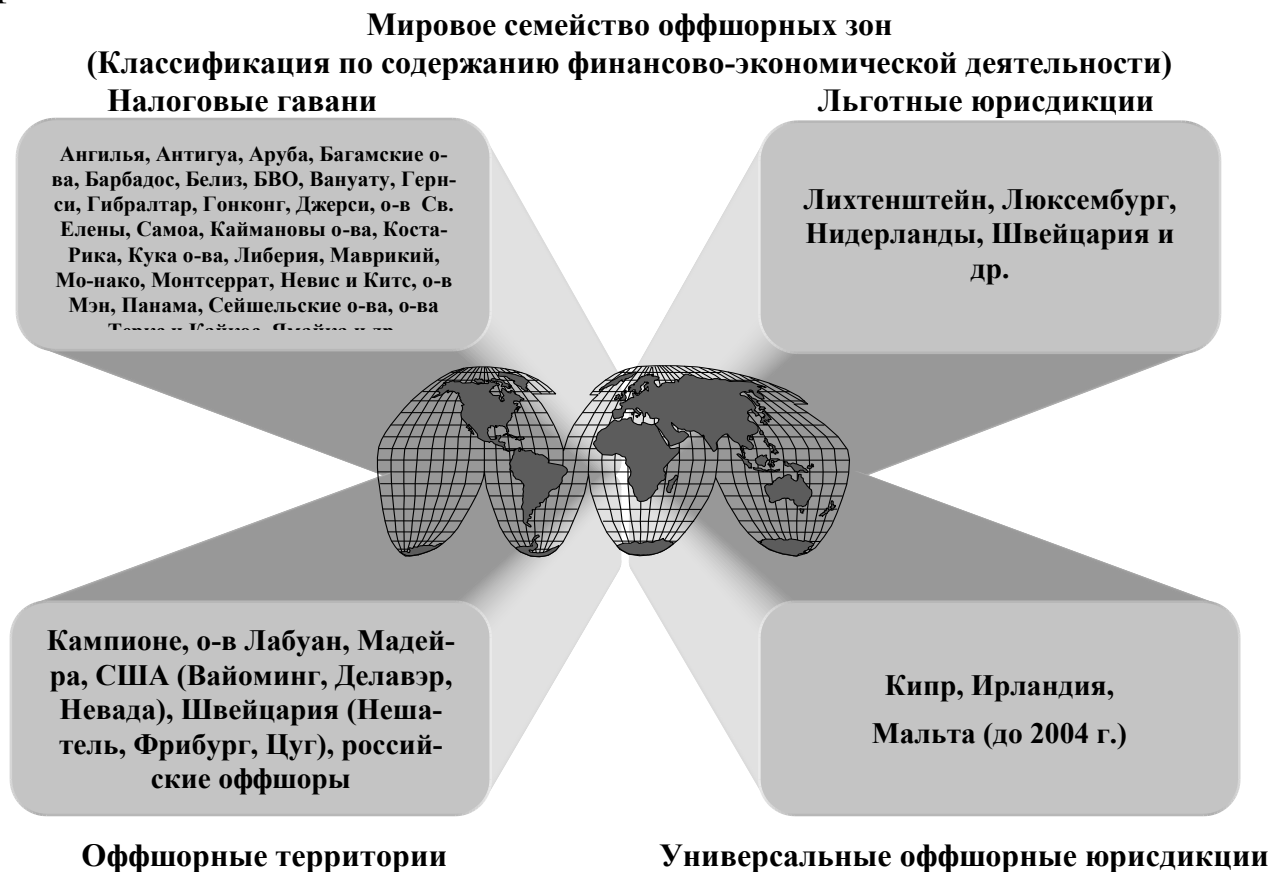 Мировое семейство оффшорных зон
(Классификация по содержанию финансово-экономической деятельности)
Налоговые гавани
Льготные юрисдикции
Ангилья, Антигуа, Аруба, Багамские о-
ва, Барбадос, Белиз, БВО, Вануату, Герн-
си, Гибралтар, Гонконг, Джерси, о-в Св.
Елены, Самоа, Каймановы о-ва, Коста-
Рика, Кука о-ва, Либерия, Маврикий,
Мо-нако, Монтсеррат, Невис и Китс, о-в
Мэн, Панама, Сейшельские о-ва, о-ва
Лихтенштейн, Люксембург,
Нидерланды, Швейцария и
др.
Кампионе, о-в Лабуан, Мадей-
ра, США (Вайоминг, Делавэр,
Невада), Швейцария (Неша-
тель, Фрибург, Цуг), россий-
ские оффшоры
Кипр, Ирландия,
Мальта (до 2004 г.)
Оффшорные территории
Универсальные оффшорные юрисдикции